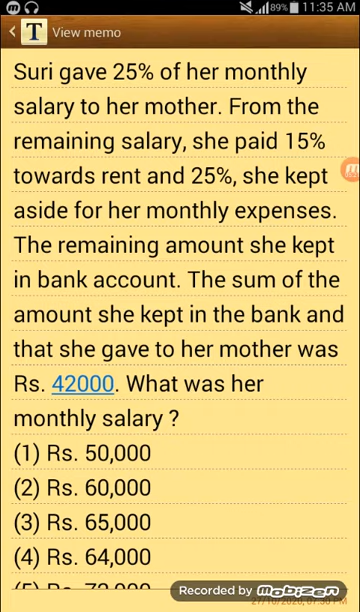 89% 11:35 AM
T View memo
Suri gave 25% of her monthly
salary to her mother. From the
remaining salary, she paid 15%
towards rent and 25%, she kept
aside for her monthly expenses.
The remaining amount she kept
in bank account. The sum of the
amount she kept in the bank and
that she gave to her mother was
Rs. 42000. What was her
monthly salary ?
(1) Rs. 50,000
(2) Rs. 60,000
(3) Rs. 65,000
(4) Rs. 64,000
Recorded by Mobizen